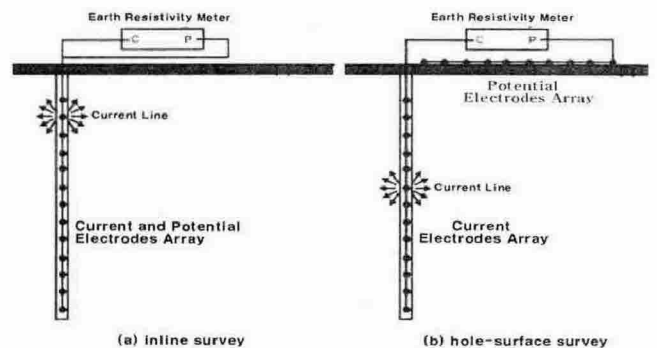 Earth Resistivity Meter
C P
Current Line
Current and Potential
Electrodes Array
(a) inline survey
Earth Resistivity Meter
C P
Potential
Electrodes Array
Current Line
Current
Electrodes Array
(b) hole-surface survey